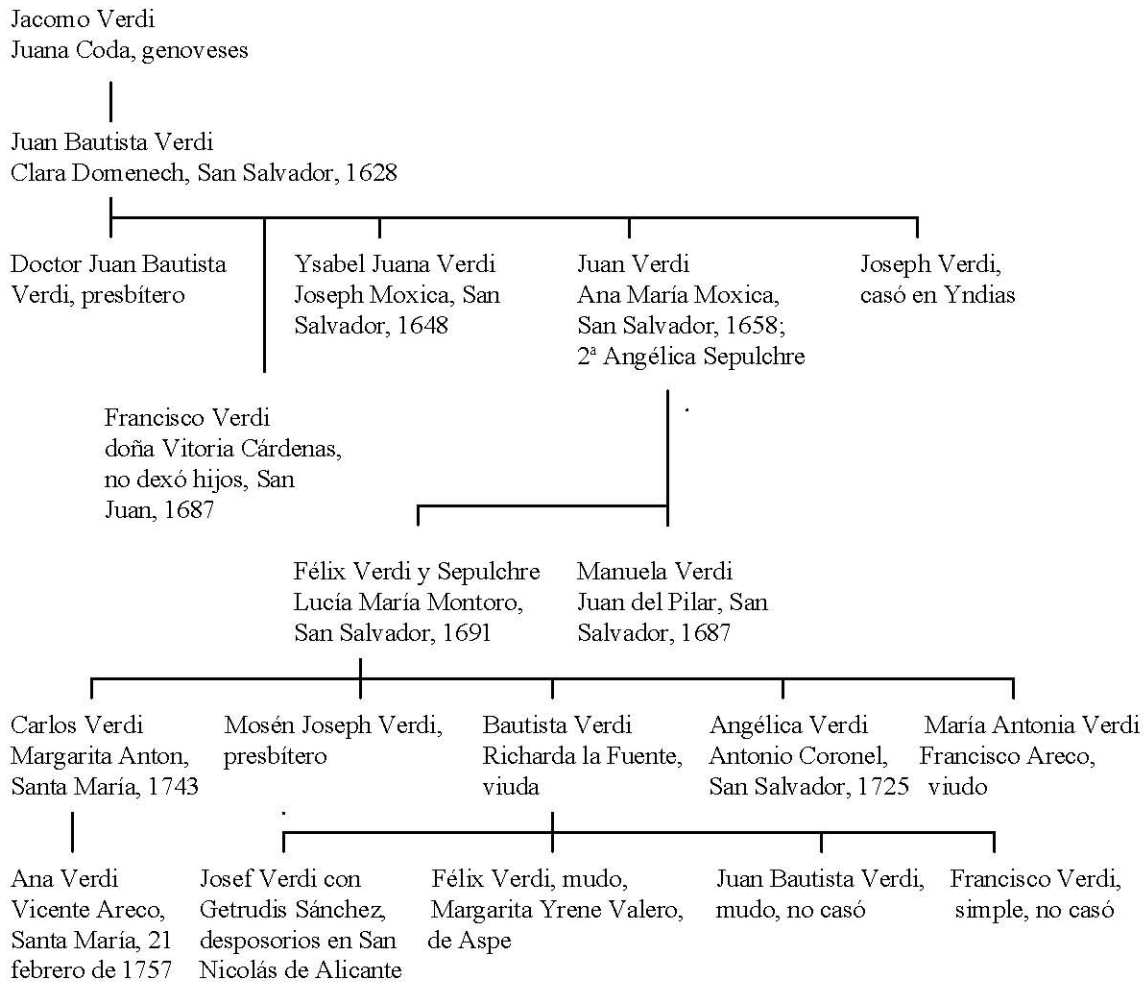 Jacomo Verdi
Juana Coda, genoveses
Juan Bautista Verdi
Clara Domenech, San Salvador, 1628
Doctor Juan Bautista
Verdi, presbítero
Ysabel Juana Verdi
Joseph Moxica, San
Salvador, 1648
Juan Verdi
Ana María Moxica,
San Salvador, 1658;
2ª Angélica Sepulchre
Joseph Verdi,
casó en Yndias
Francisco Verdi
doña Vitoria Cárdenas,
no dexó hijos, San
Juan, 1687
Félix Verdi y Sepulchre
Lucía María Montoro,
San Salvador, 1691
Manuela Verdi
Juan del Pilar, San
Salvador, 1687
Carlos Verdi
Margarita Anton,
Santa María, 1743
Mosén Joseph Verdi,
presbítero
Bautista Verdi
Richarda la Fuente,
viuda
Angélica Verdi
Antonio Coronel,
San Salvador, 1725
María Antonia Verdi
Francisco Areco,
viudo
Ana Verdi
Vicente Areco,
Santa María, 21
febrero de 1757
Josef Verdi con
Getrudis Sánchez,
desposorios en San
Nicolás de Alicante
Félix Verdi, mudo,
Margarita Yrene Valero,
de Aspe
Juan Bautista Verdi,
mudo, no casó
Francisco Verdi,
simple, no casó